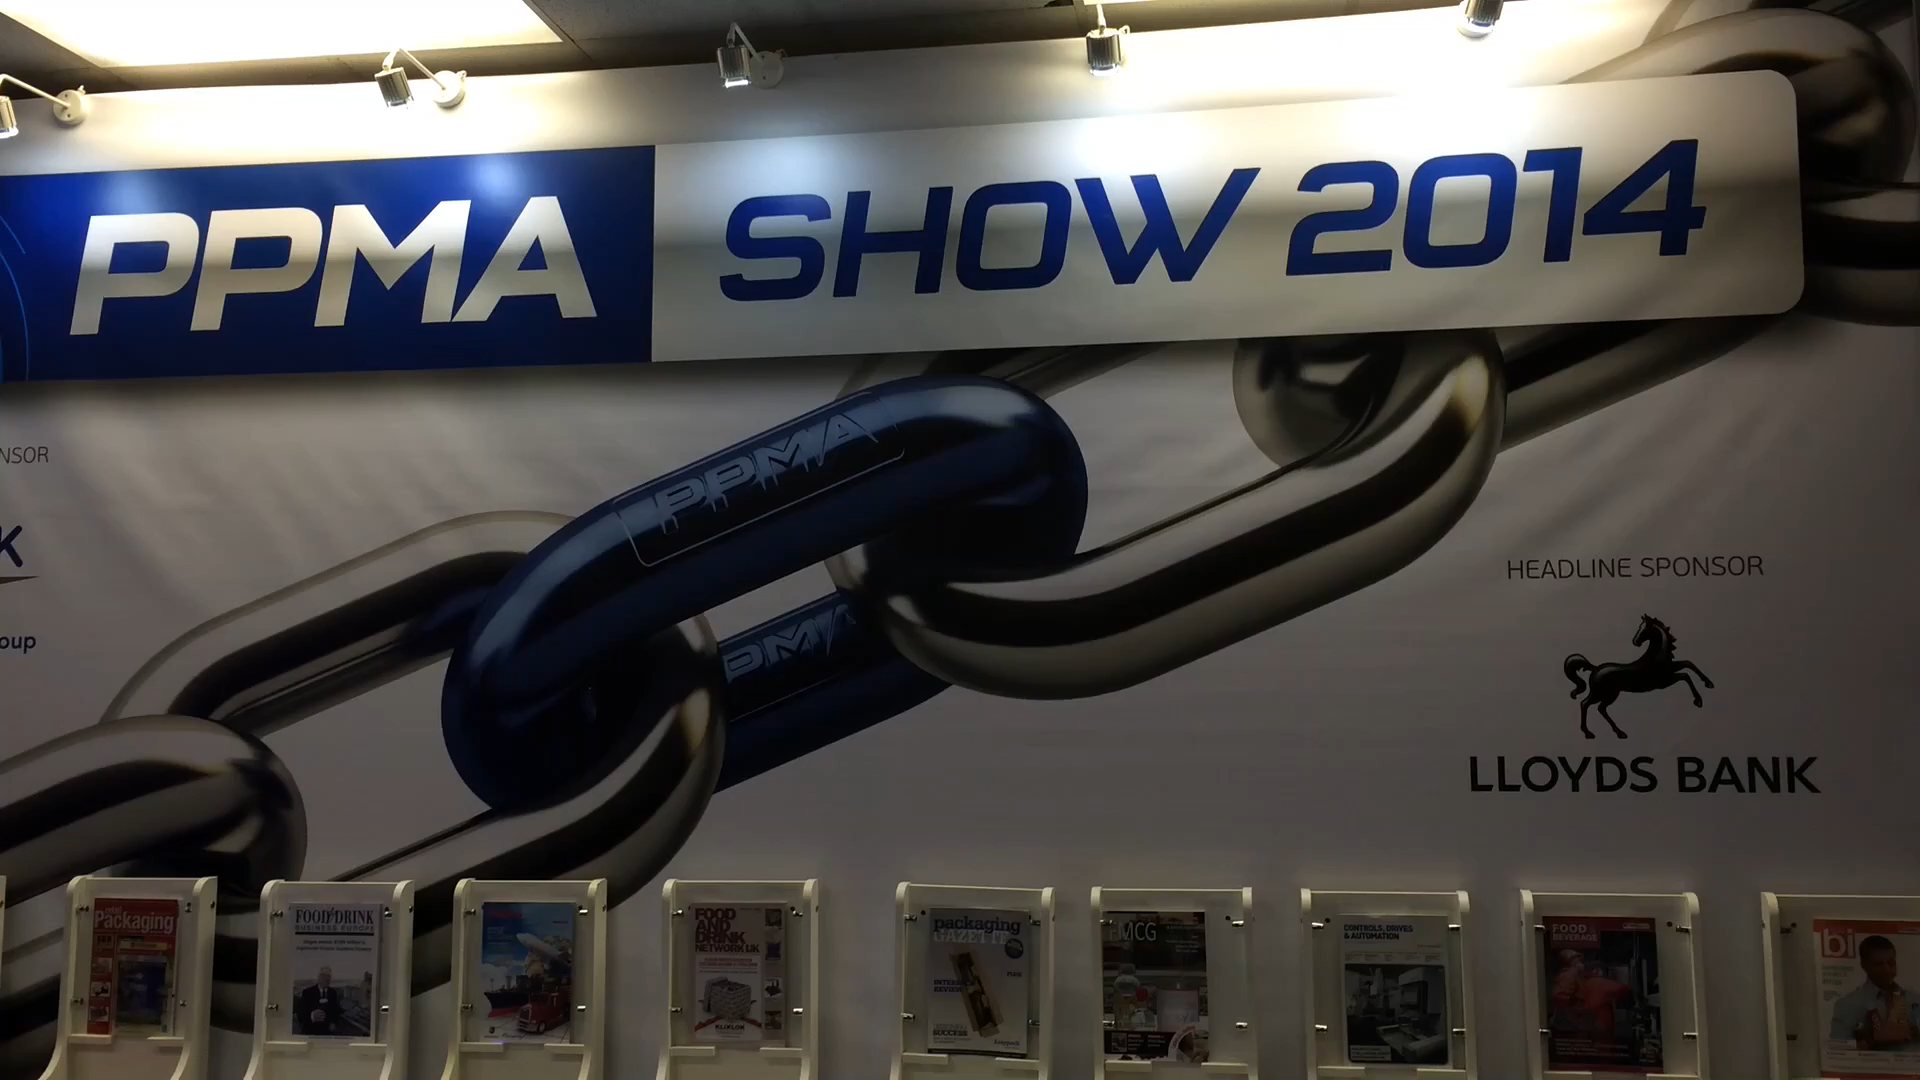 PPMA SHOW 2014
NSOR
K
oup
PPMA
PPMA
HEADLINE SPONSOR
LLOYDS BANK
Packaging
FOOD & DRINK
BUSINESS EUROPE
FOOD
AND
DRINK
NETWORK UK
KLIKLOK
packaging
GAZETTE
FMCG
CONTROLS, DRIVES
& AUTOMATION
FOOD &
BEVERAGE
bi